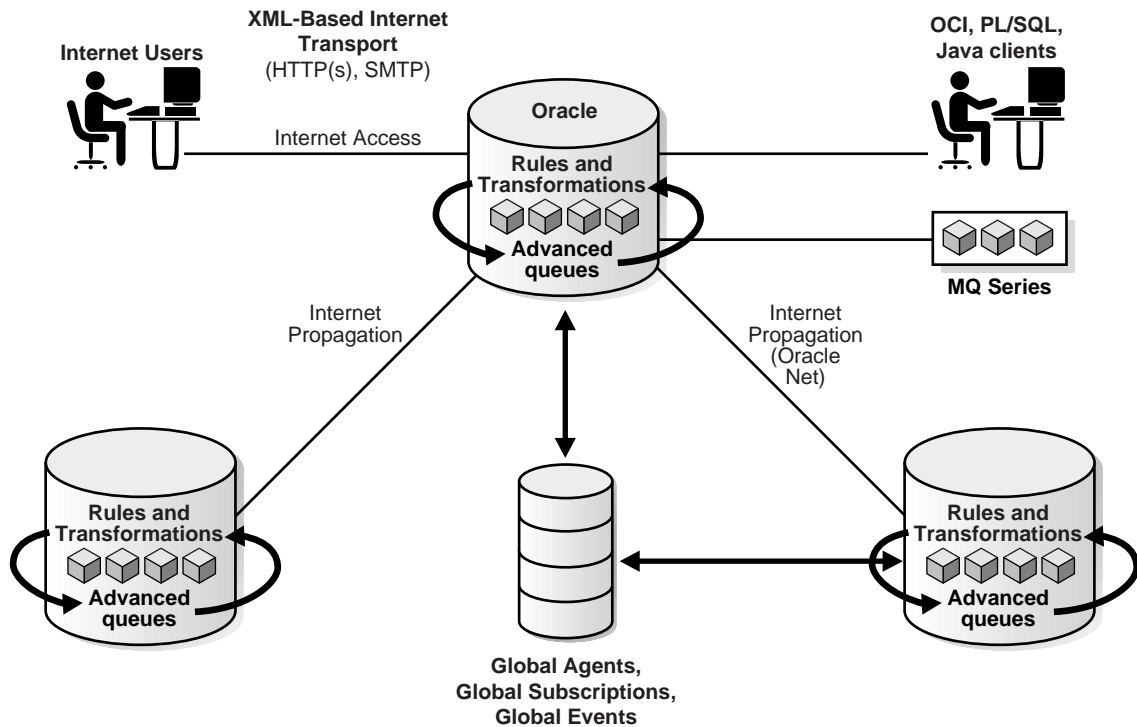 XML-Based Internet
Transport
(HTTP(s), SMTP)
Internet Users
OCI, PL/SQL,
Java clients
Oracle
Internet Access
Rules and
Transformations
Advanced
queues
MQ Series
Internet
Propagation
Internet
Propagation
(Oracle
Net)
Rules and
Transformations
Advanced
queues
Rules and
Transformations
Advanced
queues
Global Agents,
Global Subscriptions,
Global Events